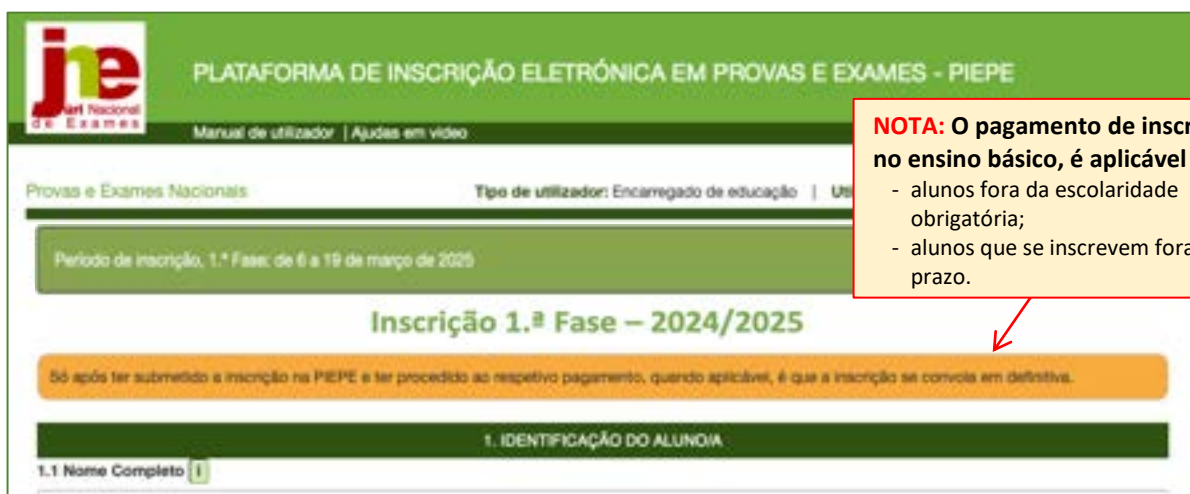 jne
Júri Nacional
de Exames
PLATAFORMA DE INSCRIÇÃO ELETRÓNICA EM PROVAS E EXAMES - PIEPE
Manual de utilizador | Ajudas em vídeo
NOTA: O pagamento de inscr
no ensino básico, é aplicável
- alunos fora da escolaridade
obrigatória;
- alunos que se inscrevem fora
prazo.
Provas e Exames Nacionais
Tipo de utilizador: Encarregado de educação | Uti
Período de inscrição, 1.ª Fase: de 6 a 19 de março de 2025
Inscrição 1.ª Fase – 2024/2025
Só após ter submetido a inscrição na PIEPE e ter procedido ao respetivo pagamento, quando aplicável, é que a inscrição se convola em definitiva.
1. IDENTIFICAÇÃO DO ALUNO/A
1.1 Nome Completo i